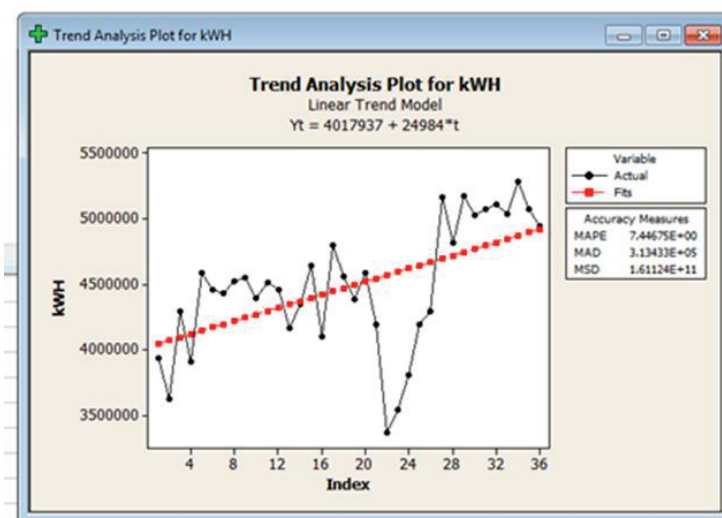 Trend Analysis Plot for kWH
Trend Analysis Plot for kWH
Linear Trend Model
Yt = 4017937 + 24984*t
5500000
5000000
4500000
4000000
3500000
kWH
4 8 12 16 20 24 28 32 36
Index
Variable
Actual
Fits
Accuracy Measures
MAPE 7.44675E+00
MAD 3.13433E+05
MSD 1.61124E+11